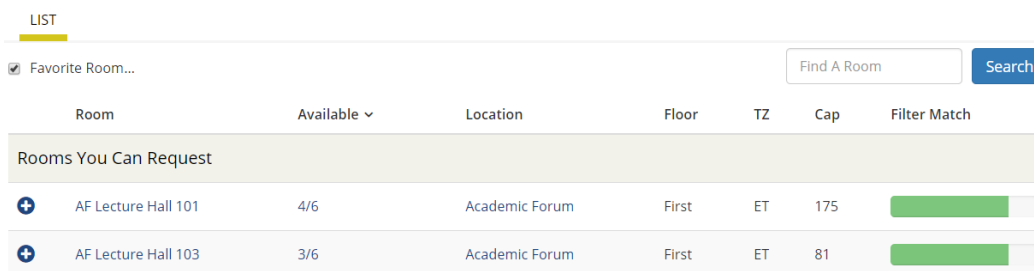 LIST
Favorite Room...
Find A Room
Search
Room Available Location Floor TZ Cap Filter Match
Rooms You Can Request
AF Lecture Hall 101 4/6 Academic Forum First ET 175
AF Lecture Hall 103 3/6 Academic Forum First ET 81